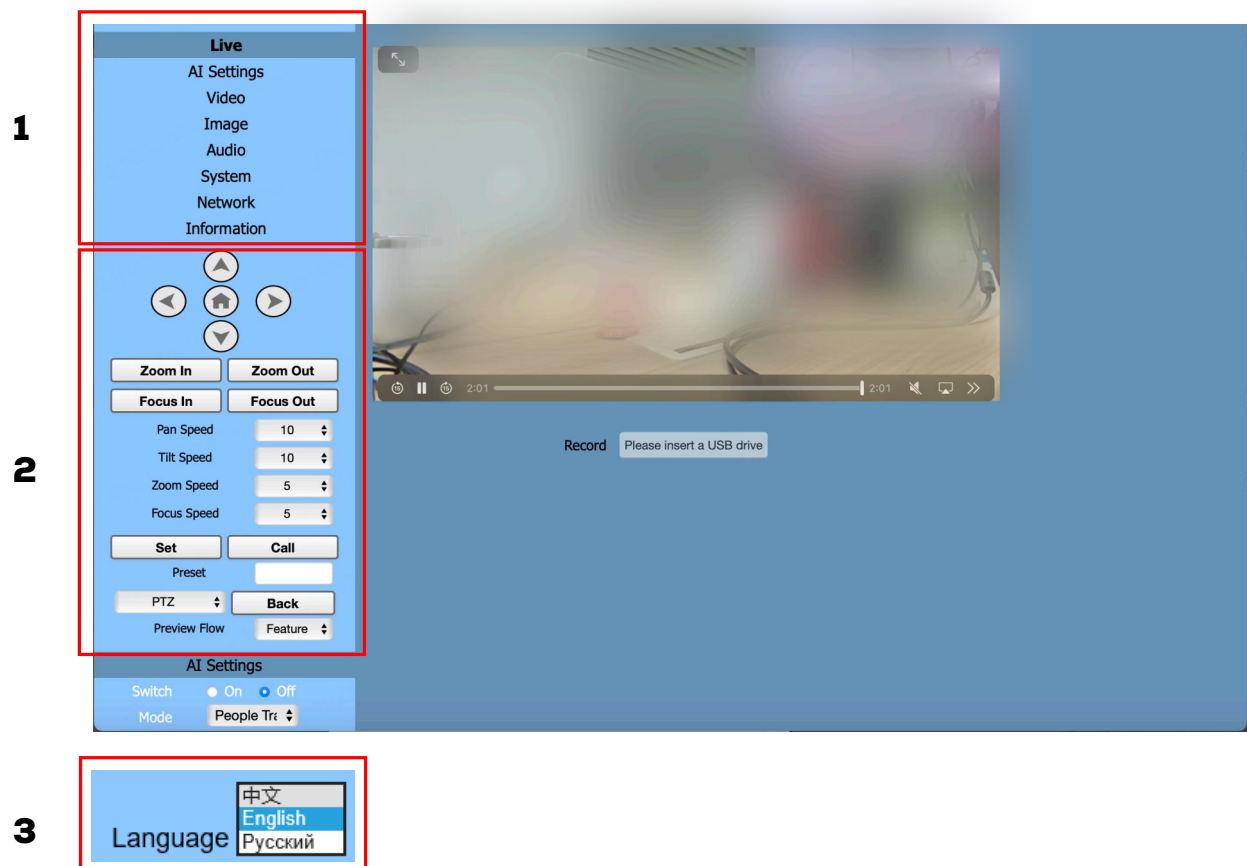 1
Live
AI Settings
Video
Image
Audio
System
Network
Information
2
Zoom In Zoom Out
Focus In Focus Out
Pan Speed 10
Tilt Speed 10
Zoom Speed 5
Focus Speed 5
Set Call
Preset
PTZ Back
Preview Flow Feature
AI Settings
Switch On Off
Mode People Tra
15 15 2:01 2:01
Record Please insert a USB drive
3
中文
Language English
Русский